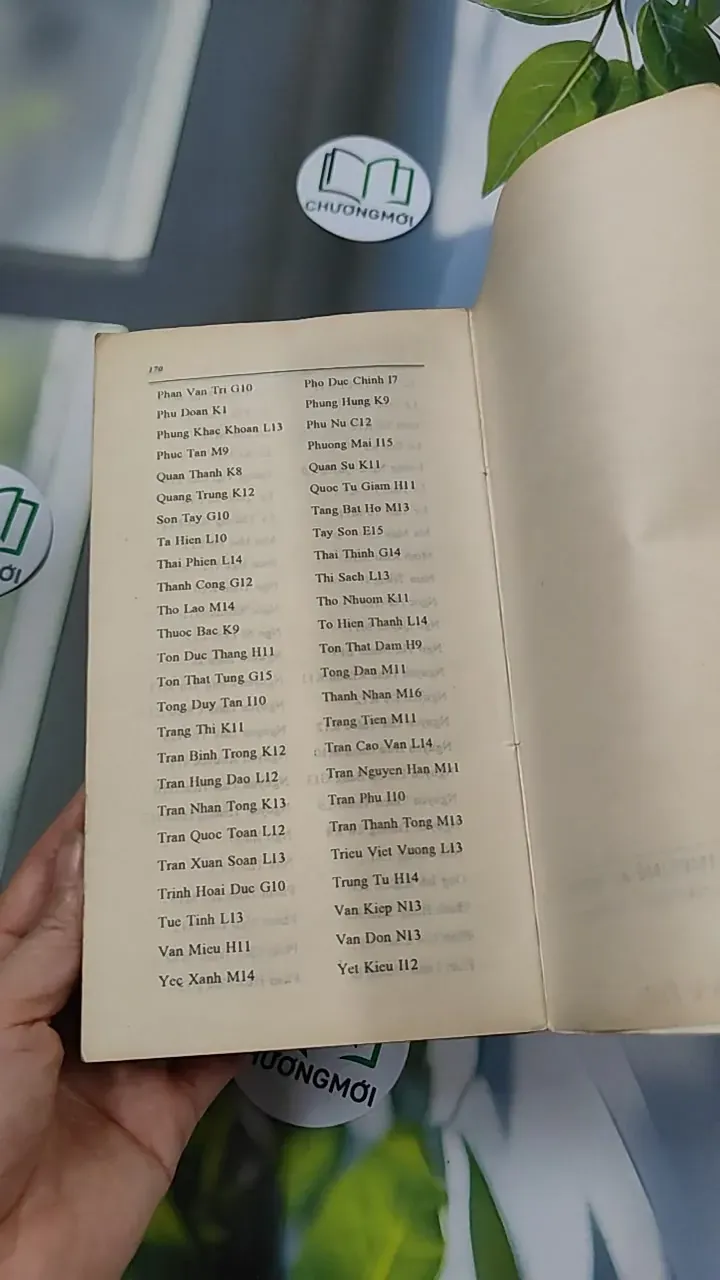 CHƯƠNGMỚI
170
Phan Van Tri G10
Phu Doan K1
Phung Khac Khoan L13
Phuc Tan M9
Quan Thanh K8
Quang Trung K12
Son Tay G10
Ta Hien L10
Thai Phien L14
Thanh Cong G12
Tho Lao M14
Thuoc Bac K9
Ton Duc Thang H11
Ton That Tung G15
Tong Duy Tan I10
Trang Thi K11
Tran Binh Trong K12
Tran Hung Dao L12
Tran Nhan Tong K13
Tran Quoc Toan L12
Tran Xuan Soan L13
Trinh Hoai Duc G10
Tue Tinh L13
Van Mieu H11
Yec Xanh M14
Pho Duc Chinh I7
Phung Hung K9
Phu Nu C12
Phuong Mai I15
Quan Su K11
Quoc Tu Giam H11
Tang Bat Ho M13
Tay Son E15
Thai Thinh G14
Thi Sach L13
Tho Nhuom K11
To Hien Thanh L14
Ton That Dam H9
Tong Dan M11
Thanh Nhan M16
Trang Tien M11
Tran Cao Van L14
Tran Nguyen Han M11
Tran Phu I10
Tran Thanh Tong M13
Trieu Viet Vuong L13
Trung Tu H14
Van Kiep N13
Van Don N13
Yet Kieu I12